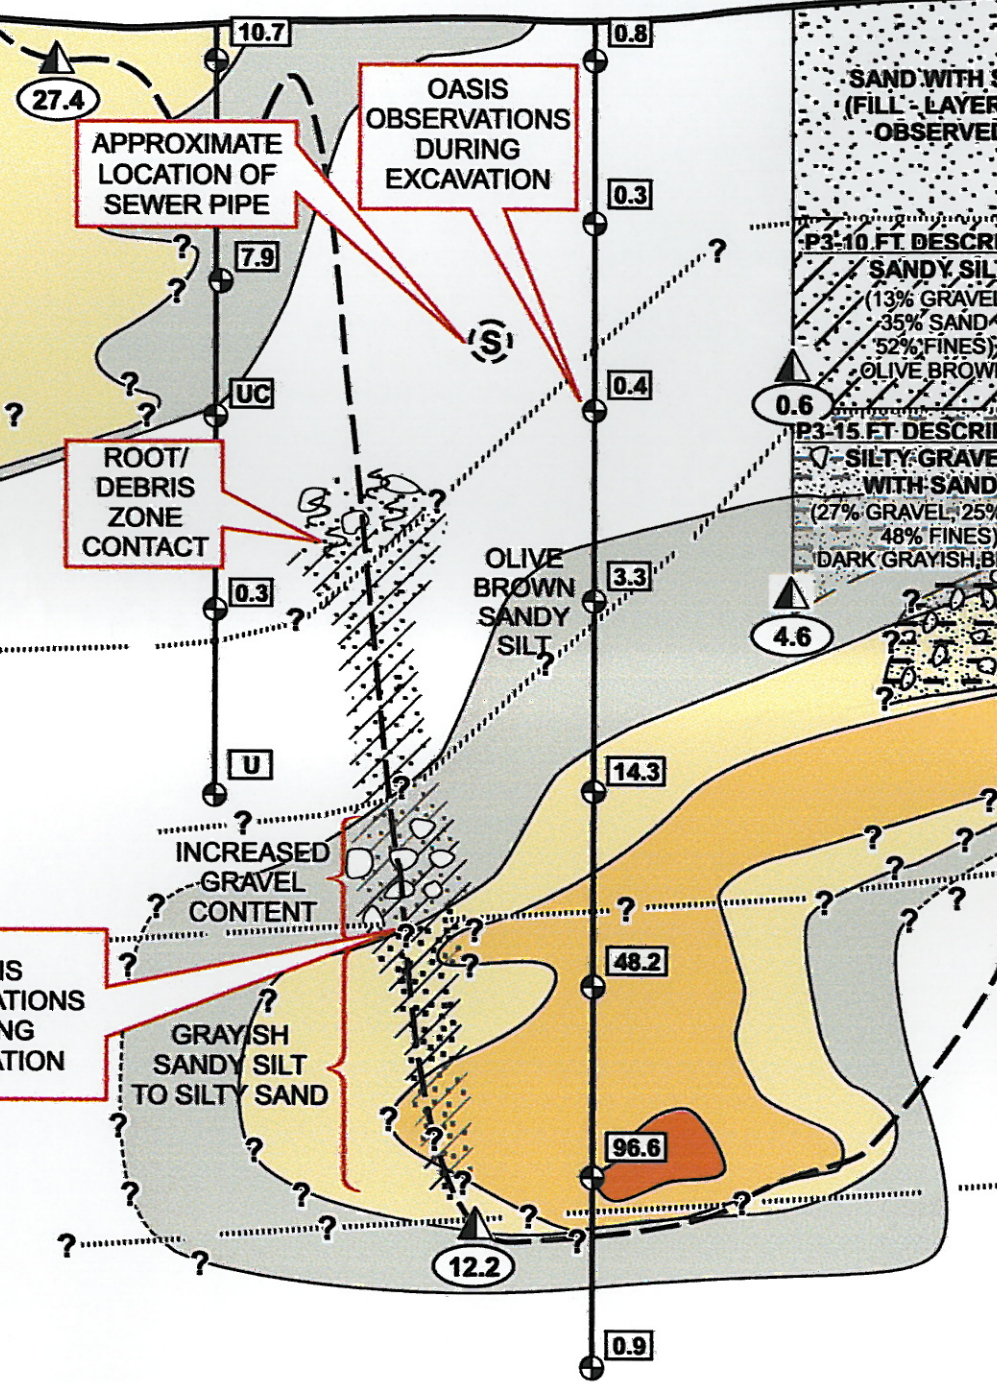 10.7
0.8
27.4
OASIS
OBSERVATIONS
DURING
EXCAVATION
SAND WITH S
(FILL - LAYER
OBSERVE
APPROXIMATE
LOCATION OF
SEWER PIPE
0.3
?
?
7.9
?
P3-10 FT DESCRI
SANDY SIL
(13% GRAVEL
35% SAND
52% FINES)
OLIVE BROWN
S
?
?
?
UC
0.4
0.6
P3-15 FT DESCRI
SILTY GRAVE
WITH SAND
(27% GRAVEL, 25%
48% FINES)
DARK GRAYISH B
ROOT/
DEBRIS
ZONE
CONTACT
?
OLIVE
BROWN
SANDY
SILT
0.3
?
3.3
?
4.6
?
?
?
U
14.3
?
?
?
?
?
INCREASED
GRAVEL
CONTENT
?
?
?
?
?
?
?
?
?
?
?
IS
ATIONS
NG
ATION
48.2
?
GRAYISH
SANDY SILT
TO SILTY SAND
?
?
?
?
96.6
?
?
?
?
?
?
?
?
?
?
12.2
0.9